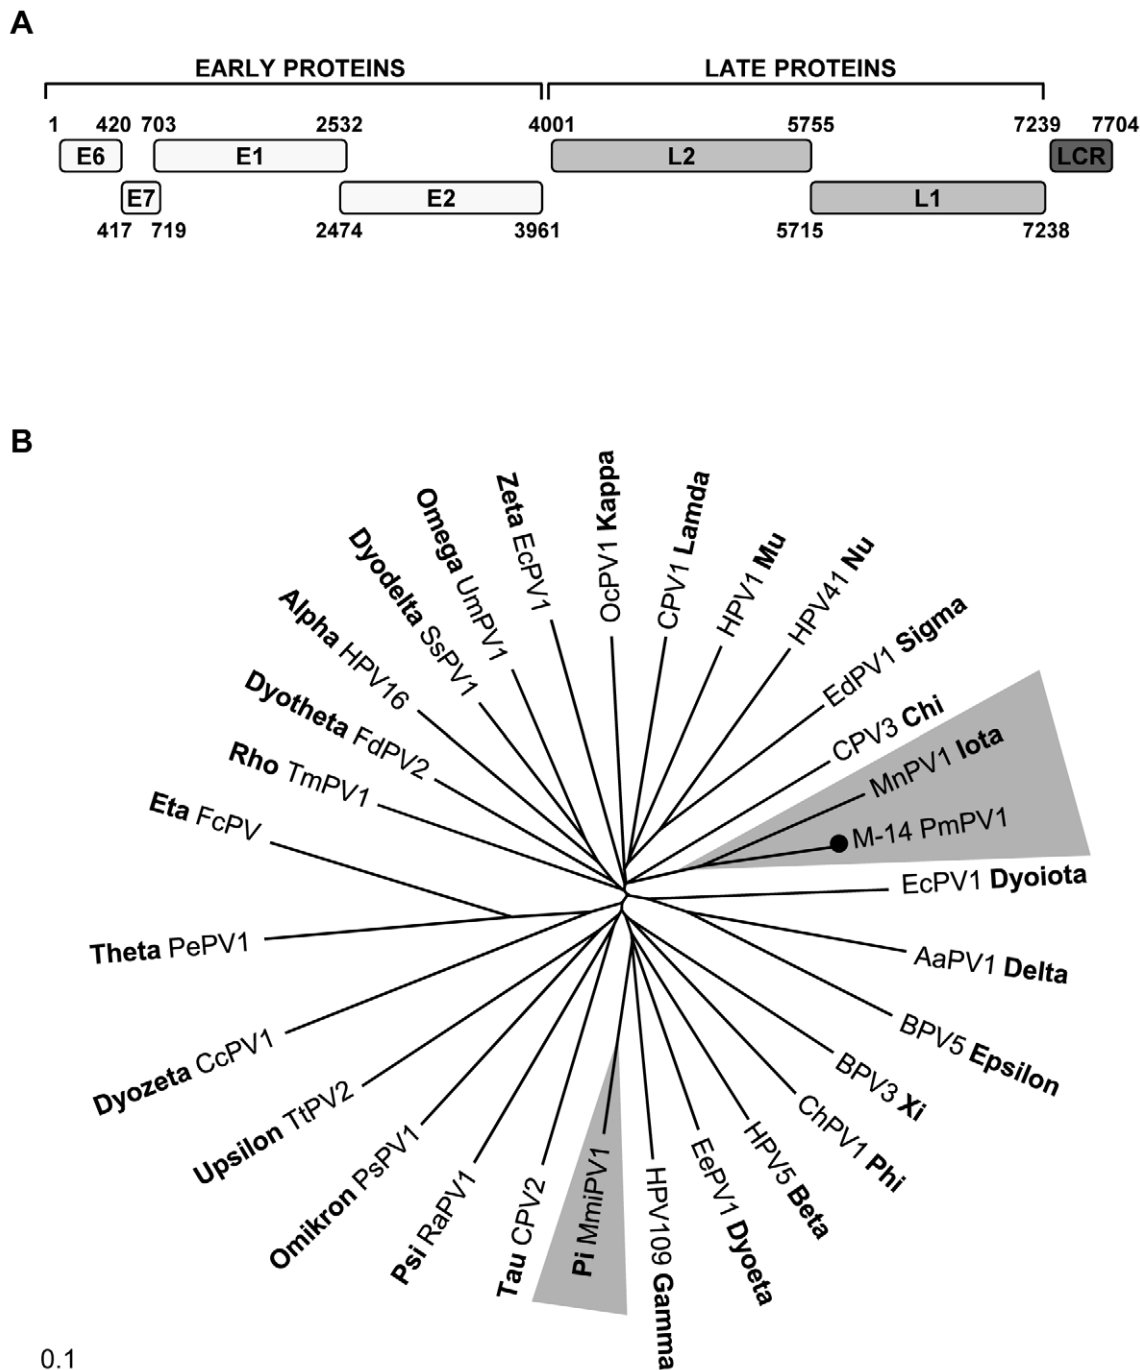 A
EARLY PROTEINS LATE PROTEINS
1 420 703 2532 4001 5755 7239 7704
E6 E1 L2 LCR
E7 E2 L1
417 719 2474 3961 5715 7238
B
Zeta EcPV1
OcPV1 Kappa
CPV1 Lamda
HPV1 Mu
HPV41 Nu
EdPV1 Sigma
CPV3 Chi
MnPV1 Iota
M-14 PmPV1
EcPV1 Dyoiota
AaPV1 Delta
BPV5 Epsilon
BPV3 Xi
ChPV1 Phi
HPV5 Beta
EePV1 Dyoeta
HPV109 Gamma
Pi MmiPV1
Tau CPV2
Psi RaPV1
Omikron PsPV1
Upsilon TtPV2
Dyozeta CcPV1
Theta PePV1
Eta FcPV
Rho TmPV1
Dyotheta FdPV2
Alpha HPV16
Dyodelta SsPV1
Omega UmPV1
0.1